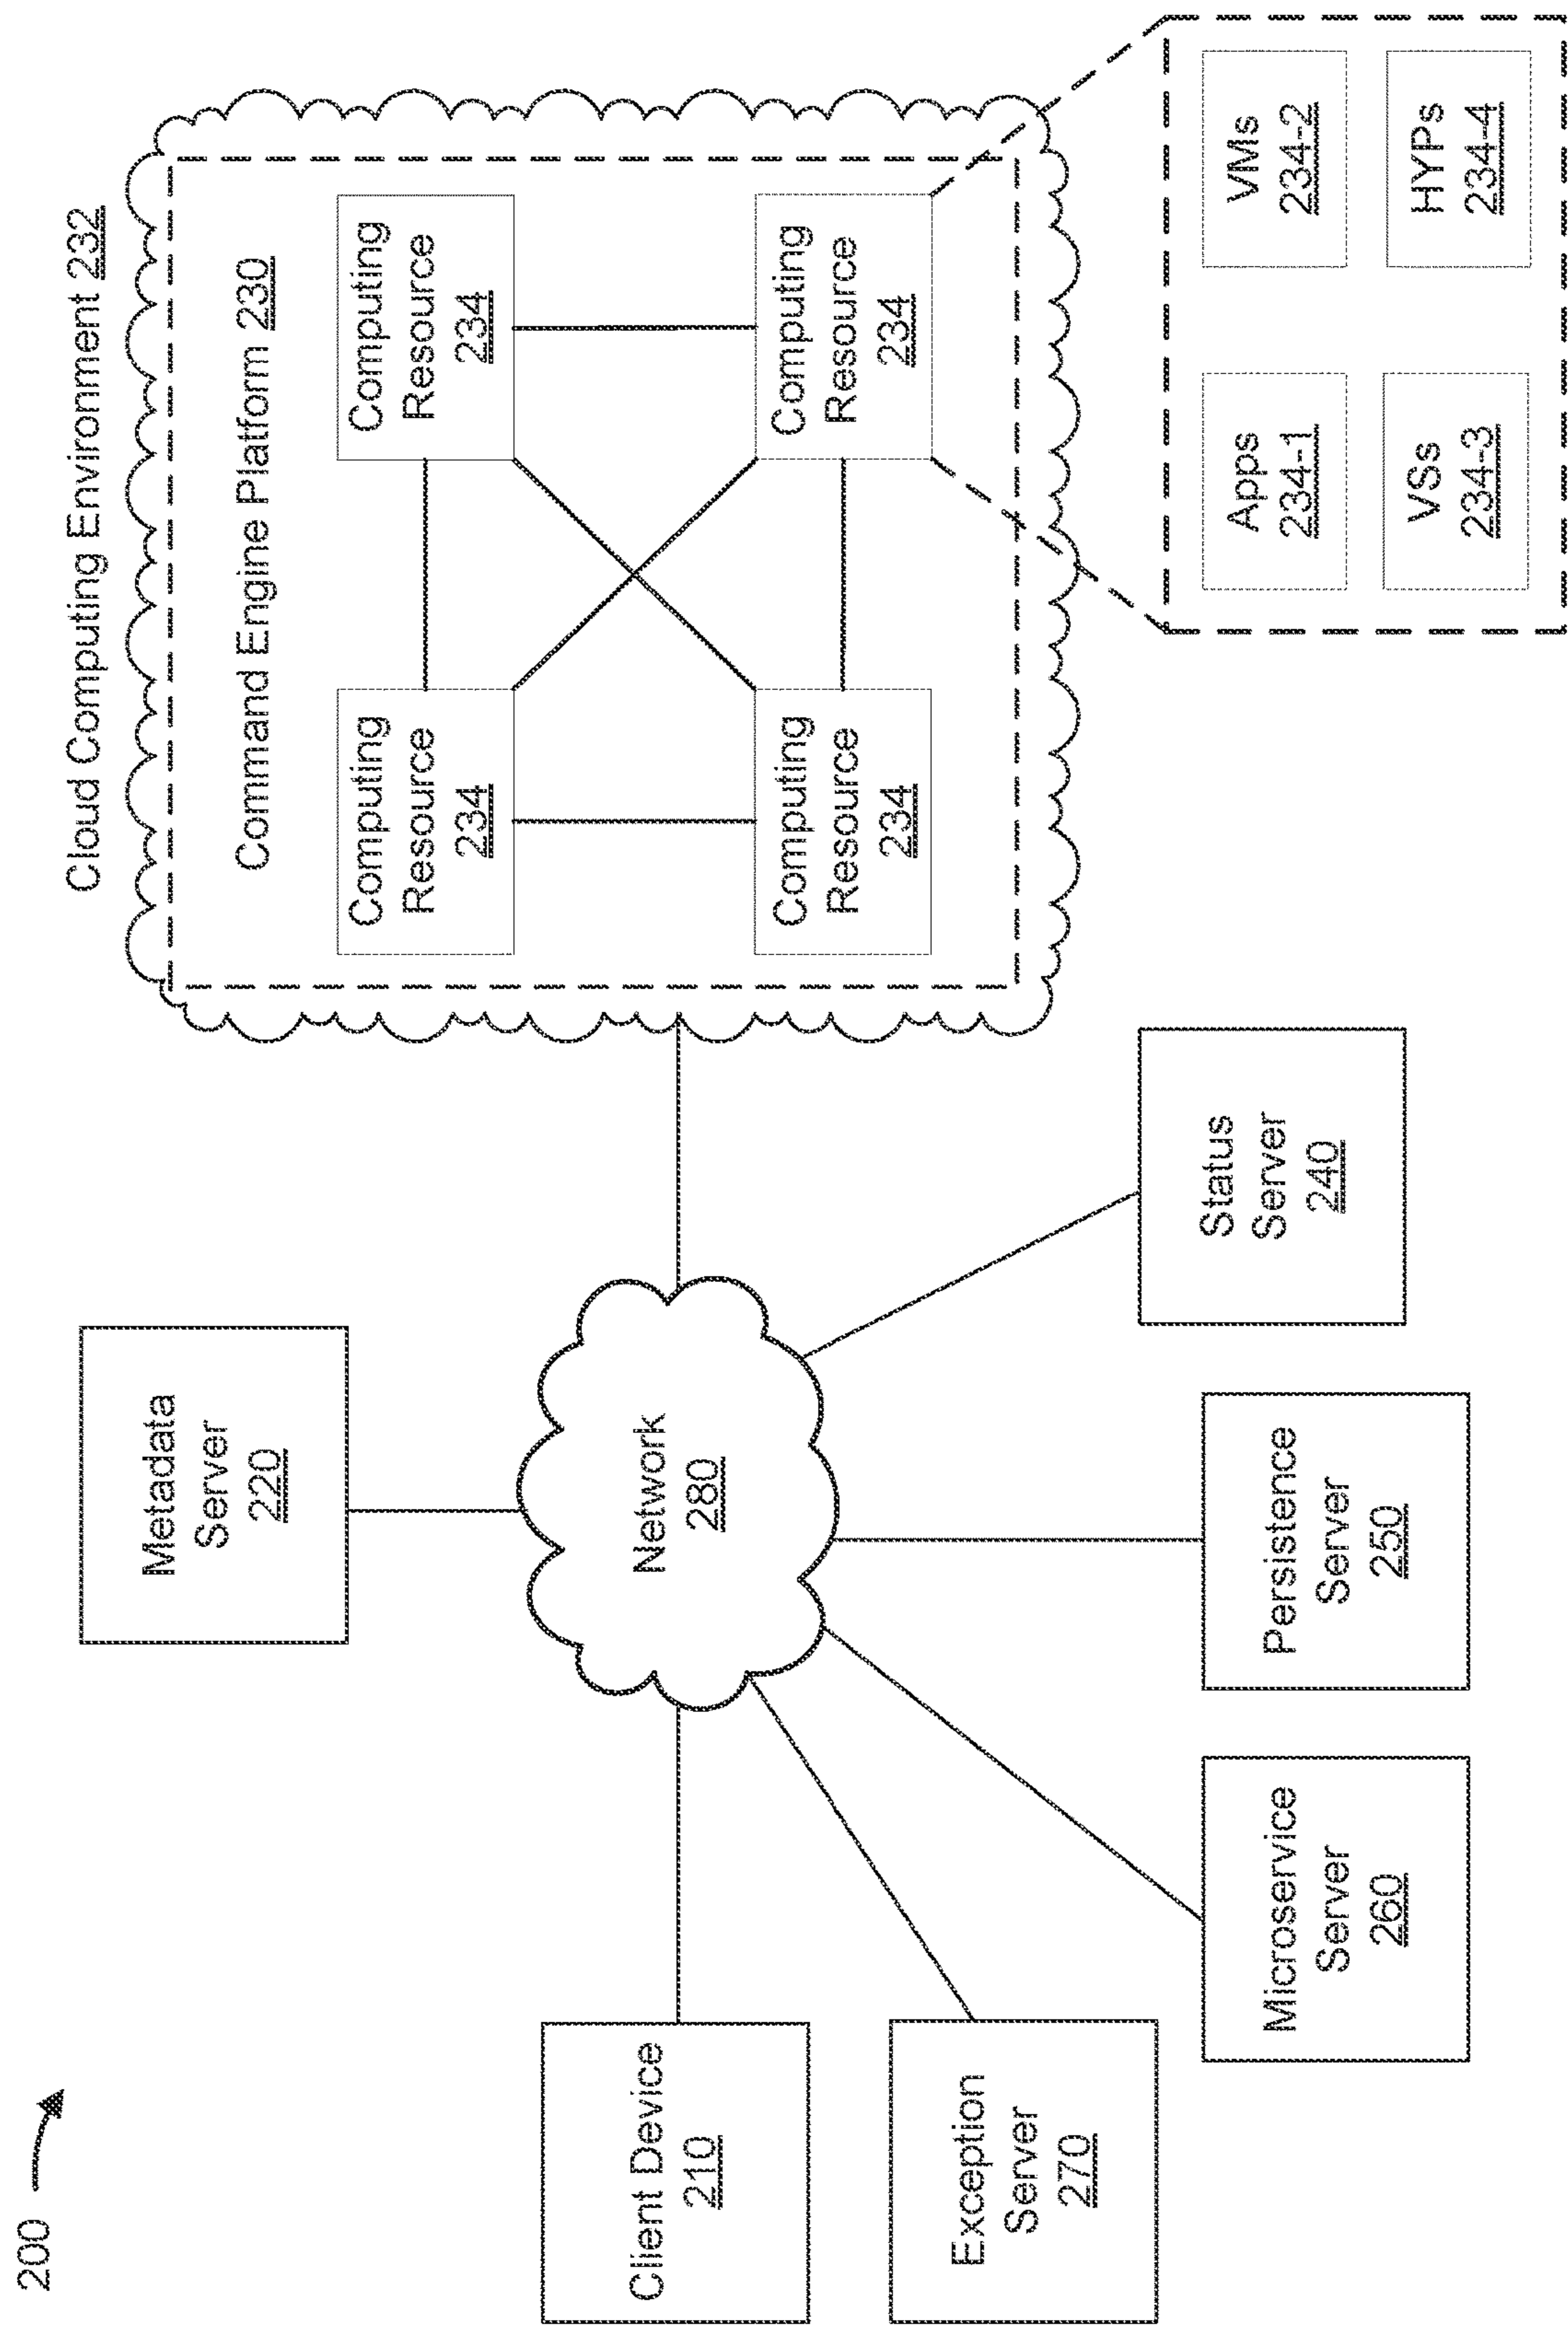 200
Cloud Computing Environment 232
Command Engine Platform 230
Computing
Resource
234
Computing
Resource
234
Computing
Resource
234
Computing
Resource
234
Apps
234-1
VMs
234-2
VSs
234-3
HYPs
234-4
Metadata
Server
220
Network
280
Client Device
210
Exception
Server
270
Microservice
Server
260
Persistence
Server
250
Status
Server
240